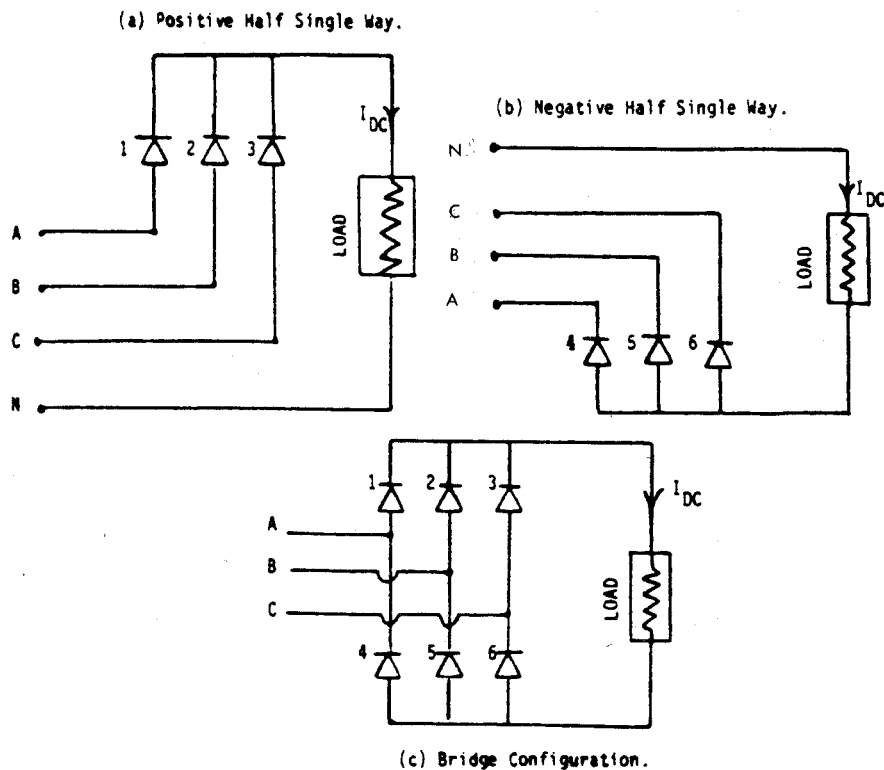 (a) Positive Half Single Way.
1 2 3
I DC
LOAD
A
B
C
N
(b) Negative Half Single Way.
N
C
B
A
I DC
LOAD
4 5 6
1 2 3
I DC
A
B
C
LOAD
4 5 6
(c) Bridge Configuration.